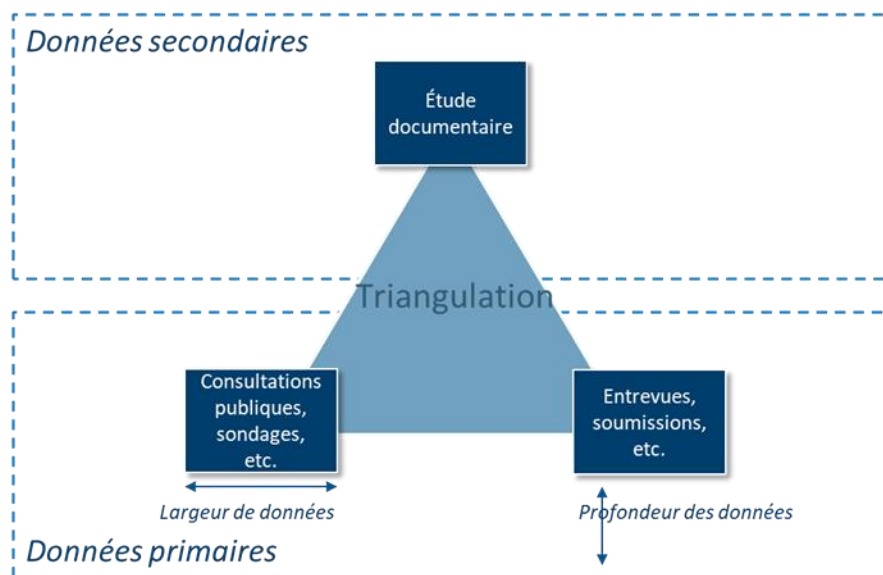 Données secondaires
Étude
documentaire
Triangulation
Consultations
publiques,
sondages,
etc.
Entrevues,
soumissions,
etc.
Largeur de données
Profondeur des données
Données primaires